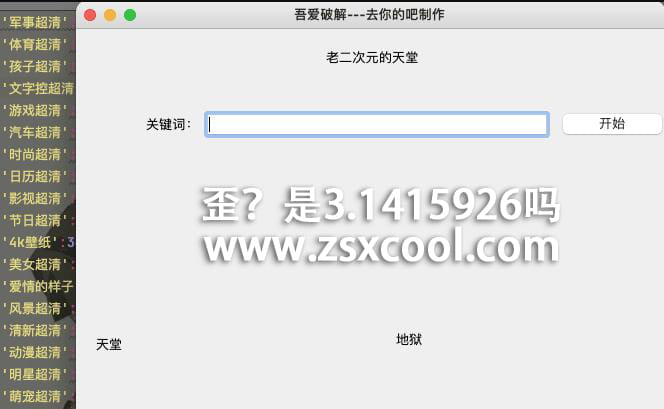 吾爱破解---去你的吧制作
'军事超清'
'体育超清'
'孩子超清'
'文字控超清
'游戏超清'
'汽车超清'
'时尚超清'
'日历超清'
'影视超清'
'节日超清':
'4k壁纸':3
'美女超清'
'爱情的样子
'风景超清'
'清新超清'
'动漫超清'
'明星超清'
'萌宠超清'
老二次元的天堂
关键词：
开始
歪？是3.1415926吗
www.zsxcool.com
天堂
地狱